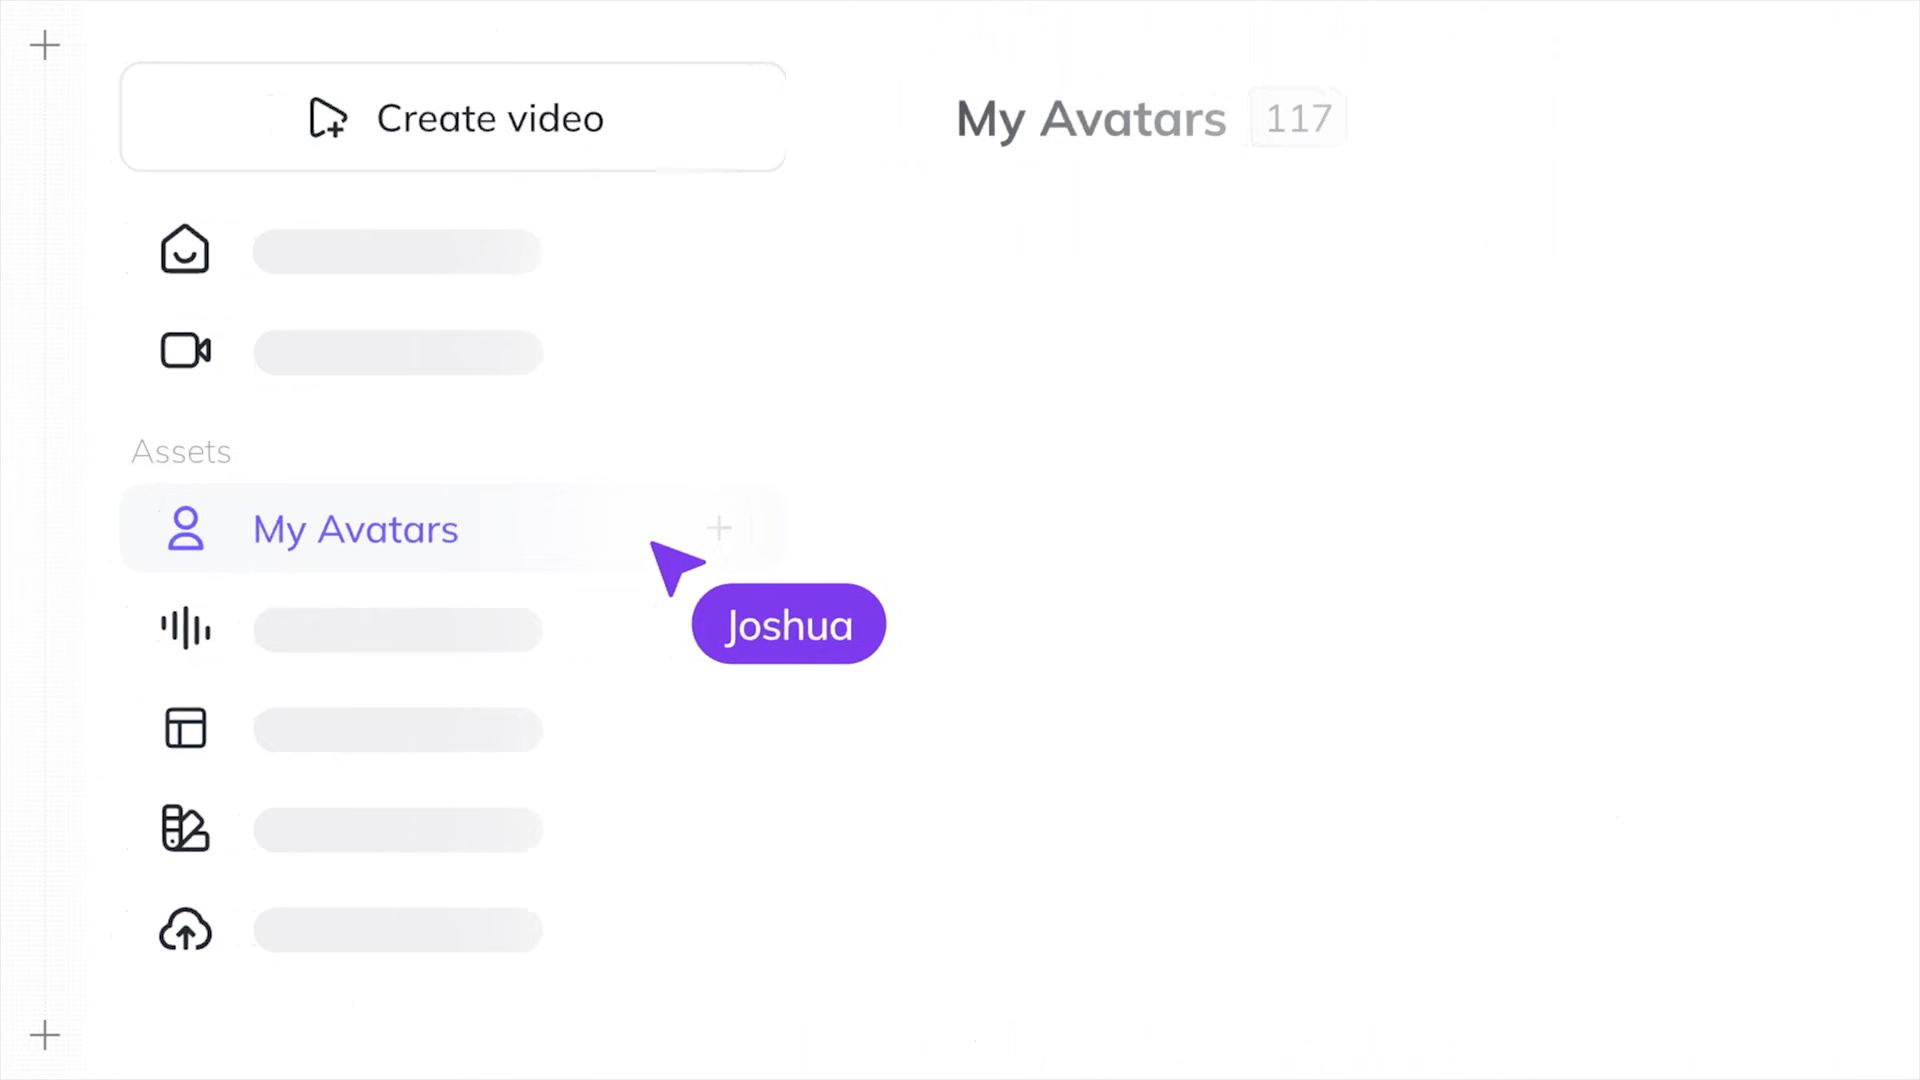 Create video
My Avatars 117
Assets
My Avatars
Joshua